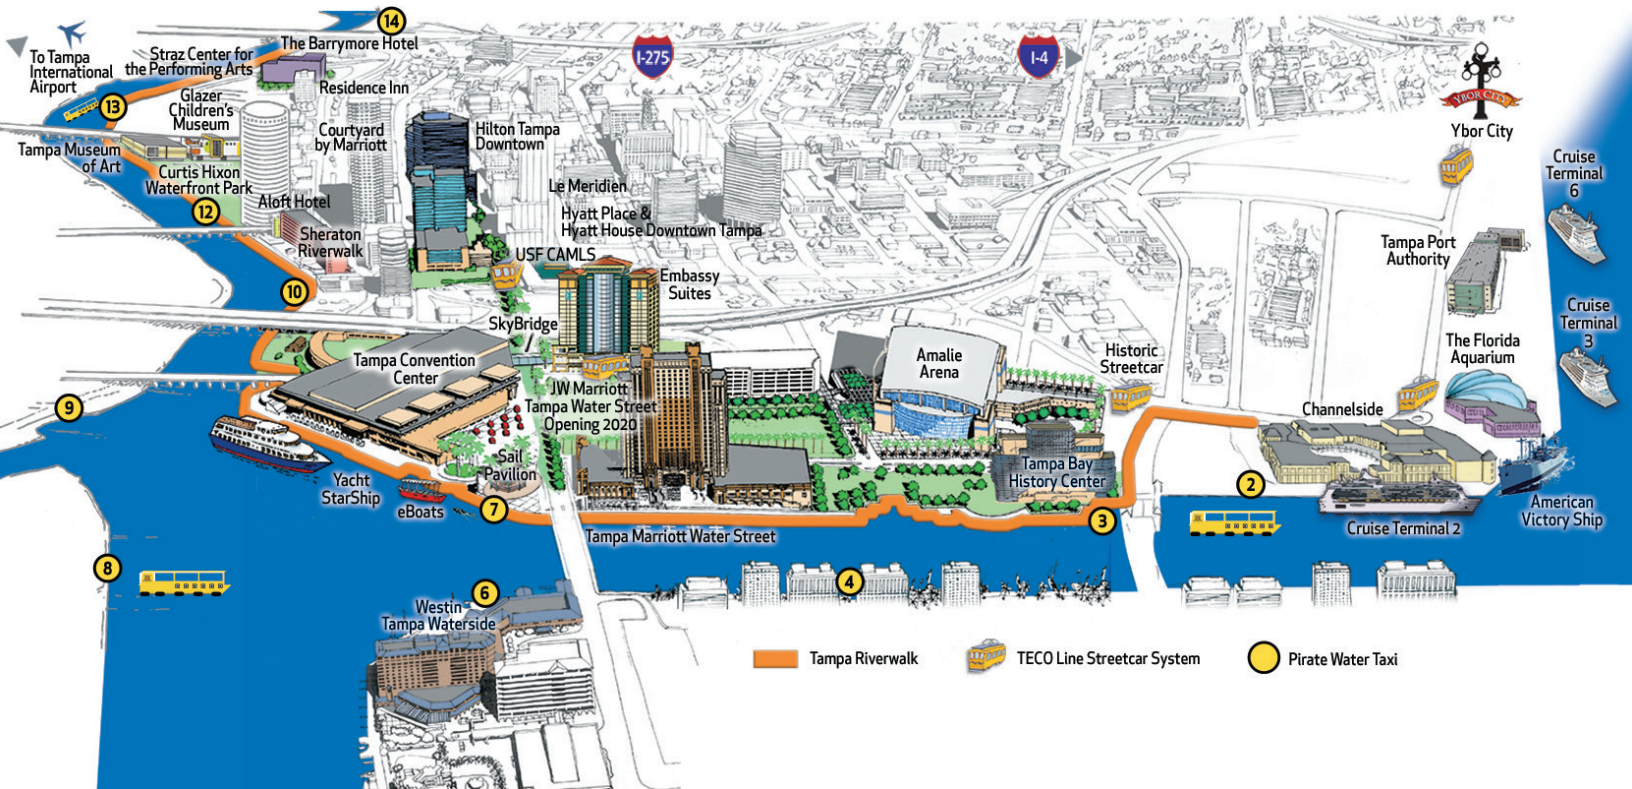 14
The Barrymore Hotel
To Tampa
International
Airport
Straz Center for
the Performing Arts
I-275
I-4
YBOR CITY
Ybor City
Residence Inn
13
Glazer
Children's
Museum
Courtyard
by Marriott
Hilton Tampa
Downtown
Tampa Museum
of Art
Curtis Hixon
Waterfront Park
Cruise
Terminal
6
Le Meridien
12
Aloft Hotel
Hyatt Place &
Hyatt House Downtown Tampa
Sheraton
Riverwalk
Tampa Port
Authority
USF CAMLS
Embassy
Suites
10
Cruise
Terminal
3
SkyBridge
The Florida
Aquarium
Tampa Convention
Center
Amalie
Arena
Historic
Streetcar
JW Marriott
Tampa Water Street
Opening 2020
9
Channelside
Sail
Pavilion
Tampa Bay
History Center
Yacht
StarShip
eBoats
7
2
3
American
Victory Ship
Cruise Terminal 2
Tampa Marriott Water Street
8
4
6
Westin
Tampa Waterside
Tampa Riverwalk
TECO Line Streetcar System
Pirate Water Taxi